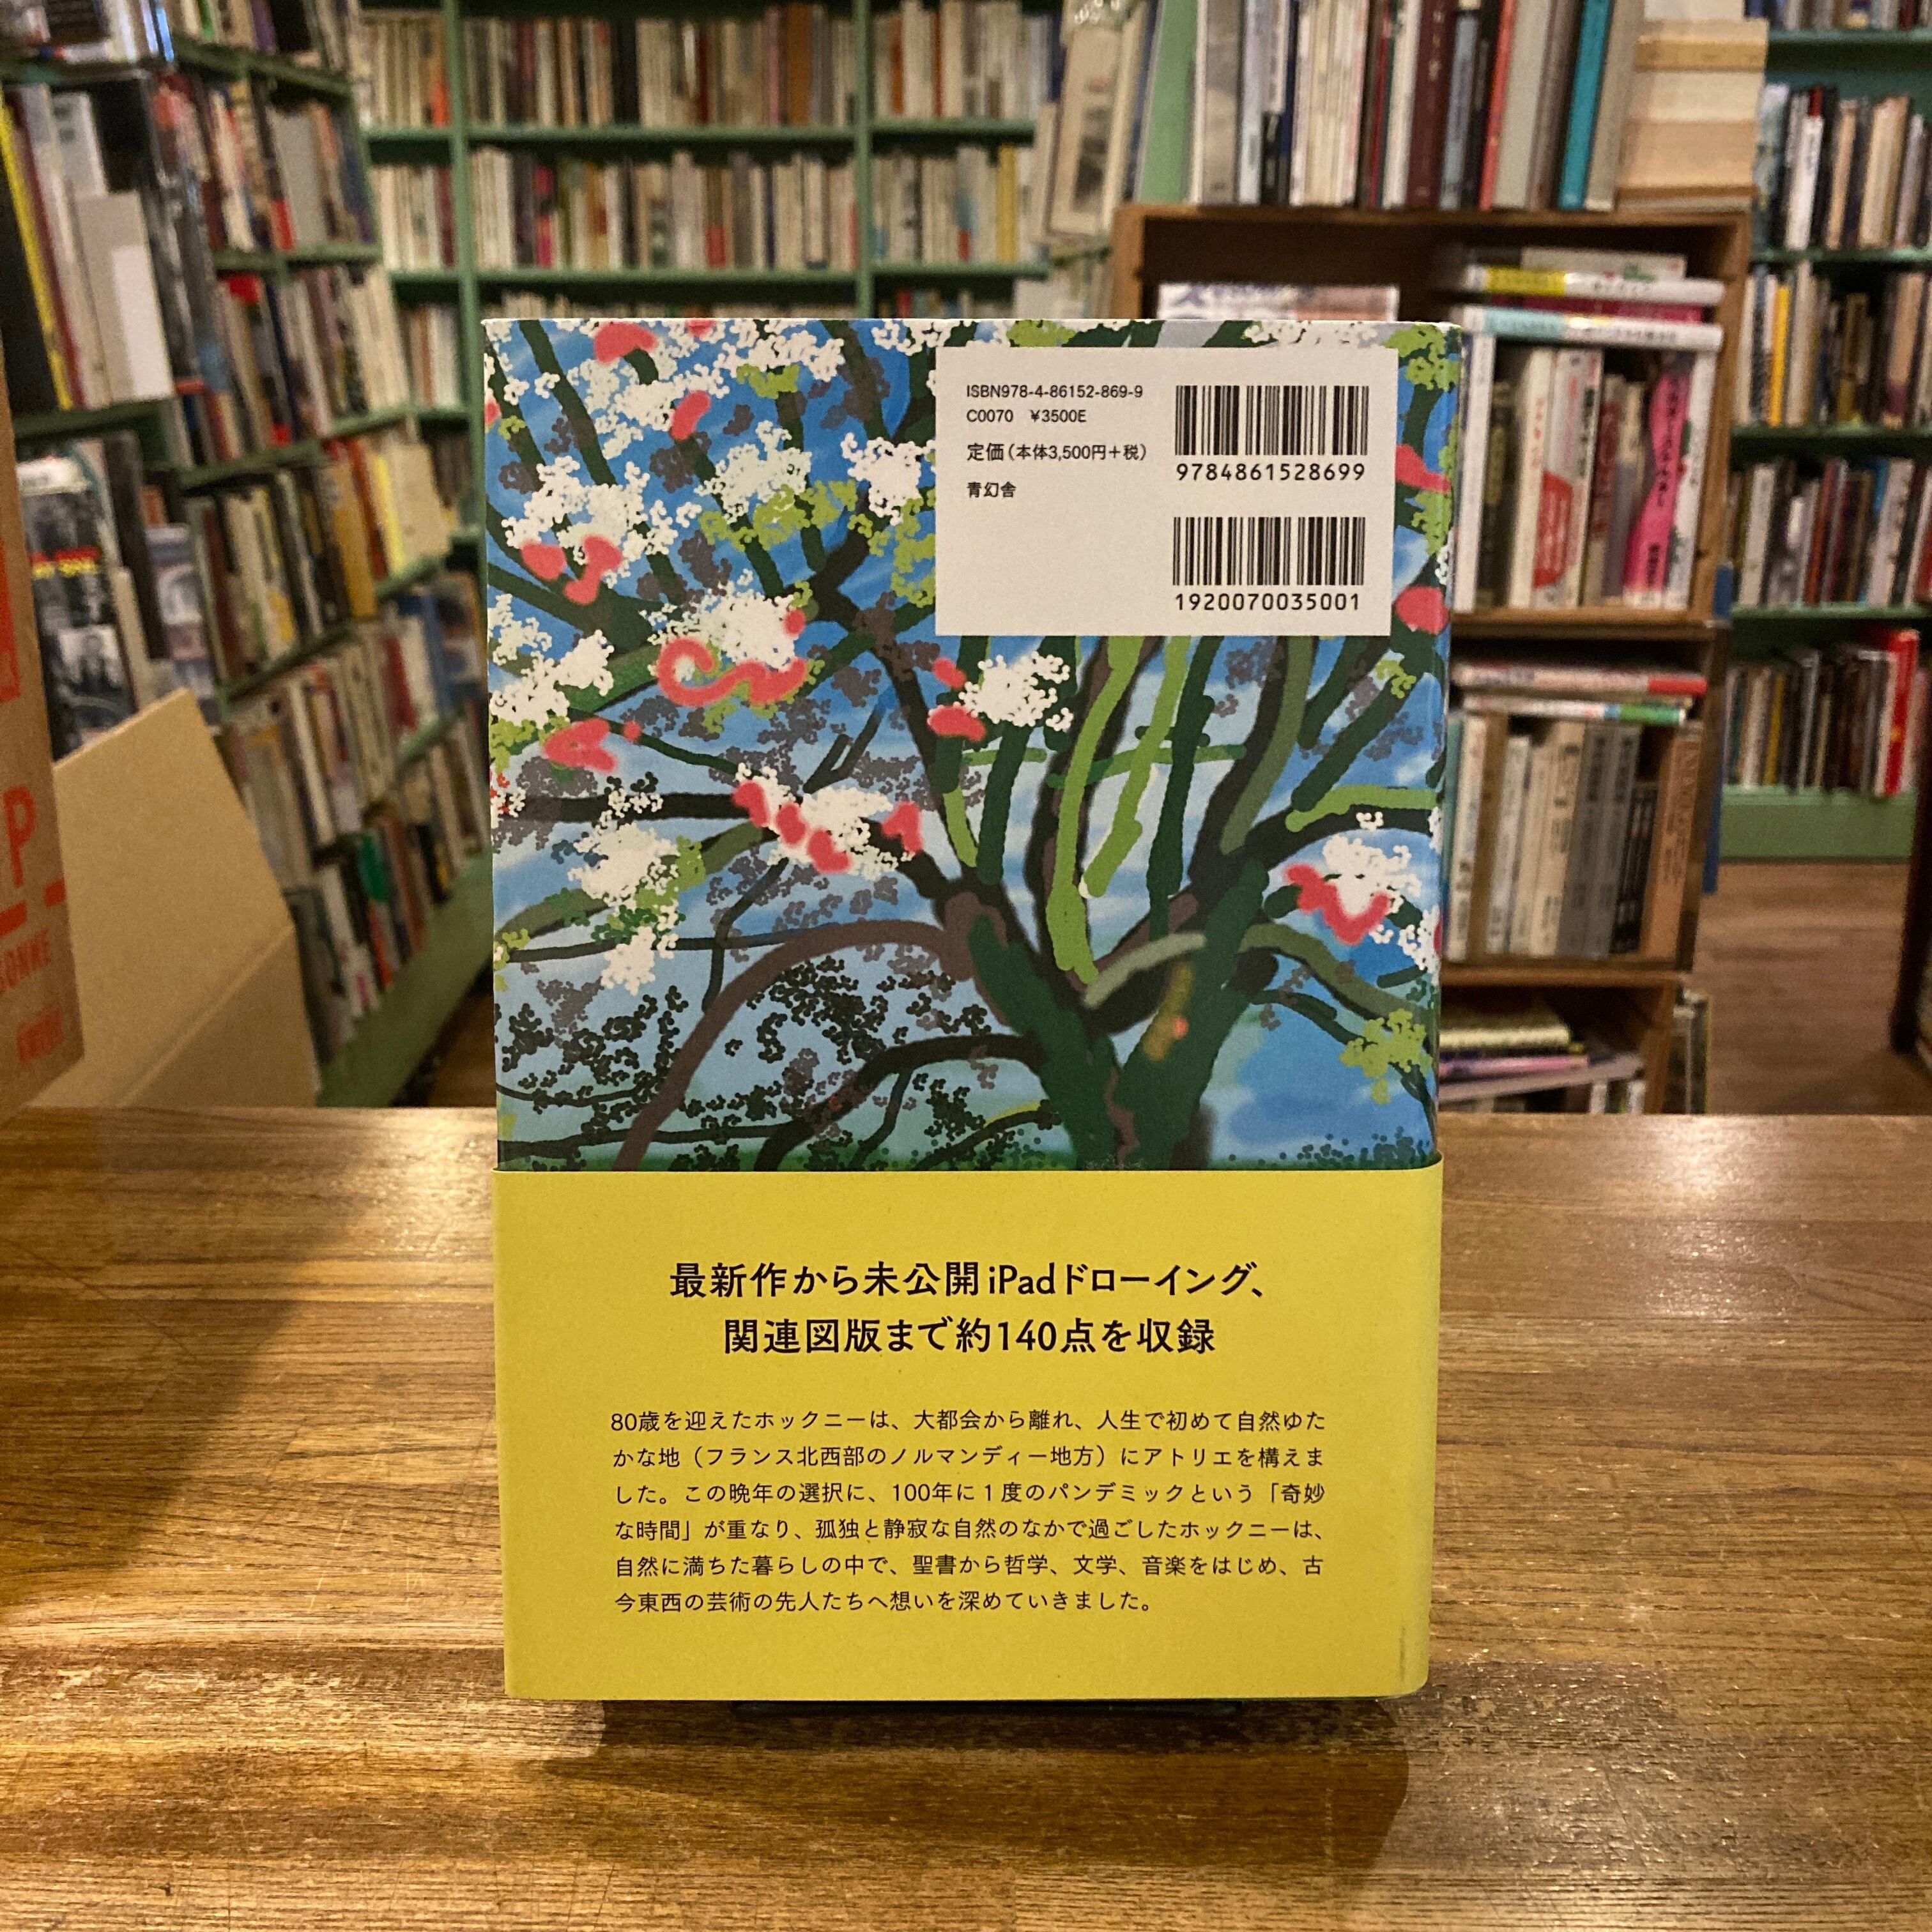 ISBN978-4-86152-869-9
C0070 ¥3500E
定価(本体3,500円+税)
青幻舎
9784861528699
1920070035001
最新作から未公開iPadドローイング、
関連図版まで約140点を収録
80歳を迎えたホックニーは、大都会から離れ、人生で初めて自然ゆた
かな地(フランス北西部のノルマンディー地方)にアトリエを構えま
した。この晩年の選択に、100年に1度のパンデミックという「奇妙
な時間」が重なり、孤独と静寂な自然のなかで過ごしたホックニーは、
自然に満ちた暮らしの中で、聖書から哲学、文学、音楽をはじめ、古
今東西の芸術の先人たちへ想いを深めていきました。